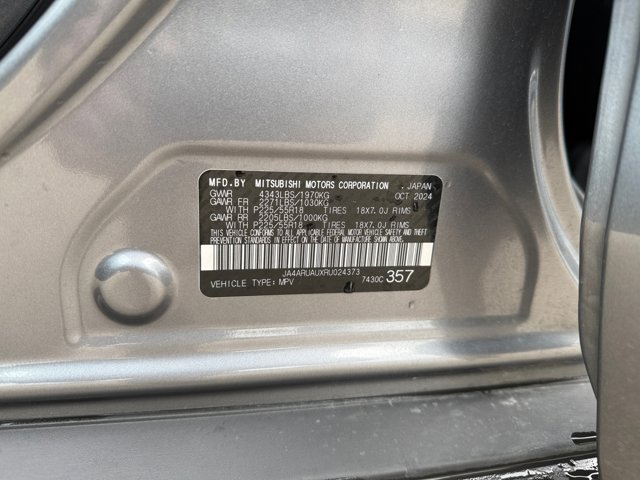 MFD.BY MITSUBISHI MOTORS CORPORATION , JAPAN
GVWR 4343LBS/1970KG OCT 2024
GAWR FR 2271LBS/1030KG
WITH P225/55R18 TIRES 18X7.0J RIMS
GAWR RR 2205LBS/1000KG
WITH P225/55R18 TIRES 18X7.0J RIMS
THIS VEHICLE CONFORMS TO ALL APPLICABLE FEDERAL MOTOR VEHICLE SAFETY AND THEFT
PREVENTION STANDARDS IN EFFECT ON THE DATE OF MANUFACTURE SHOWN ABOVE.
JA4ARUAUXRU024373
VEHICLE TYPE: MPV 7430C 357